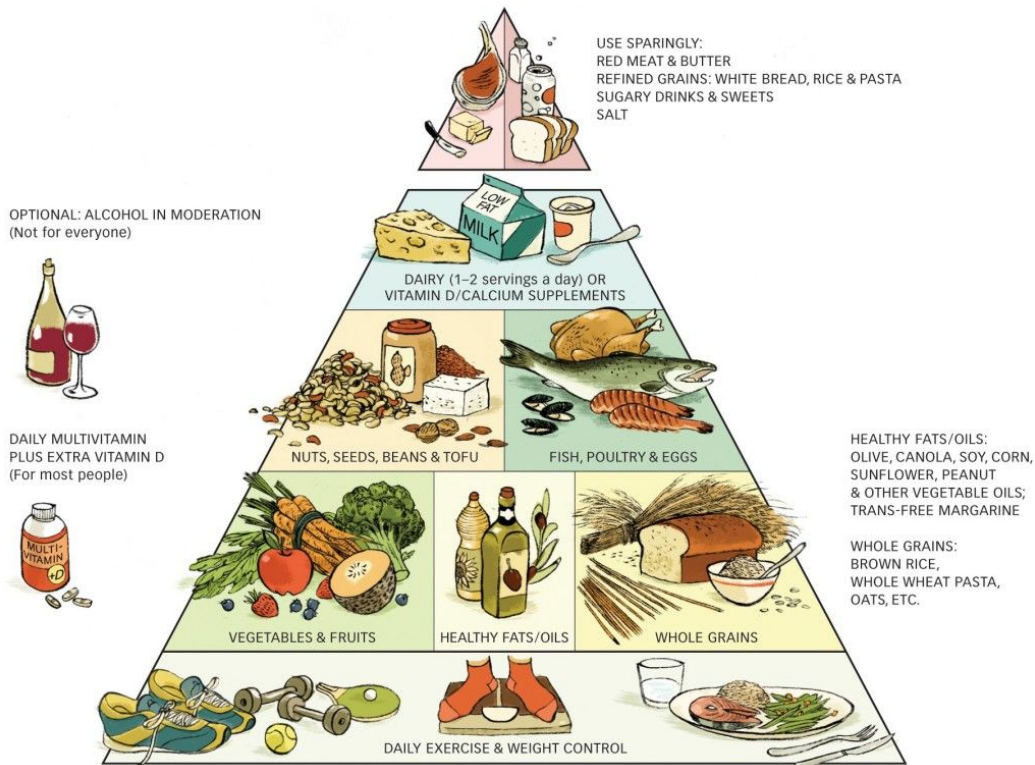 USE SPARINGLY:
RED MEAT & BUTTER
REFINED GRAINS: WHITE BREAD, RICE & PASTA
SUGARY DRINKS & SWEETS
SALT
OPTIONAL: ALCOHOL IN MODERATION
(Not for everyone)
LOW
FAT
MILK
DAIRY (1–2 servings a day) OR
VITAMIN D/CALCIUM SUPPLEMENTS
NUTS, SEEDS, BEANS & TOFU
FISH, POULTRY & EGGS
DAILY MULTIVITAMIN
PLUS EXTRA VITAMIN D
(For most people)
MULTI-
VITAMIN
+D
HEALTHY FATS/OILS:
OLIVE, CANOLA, SOY, CORN,
SUNFLOWER, PEANUT
& OTHER VEGETABLE OILS;
TRANS-FREE MARGARINE
WHOLE GRAINS:
BROWN RICE,
WHOLE WHEAT PASTA,
OATS, ETC.
VEGETABLES & FRUITS
HEALTHY FATS/OILS
WHOLE GRAINS
DAILY EXERCISE & WEIGHT CONTROL